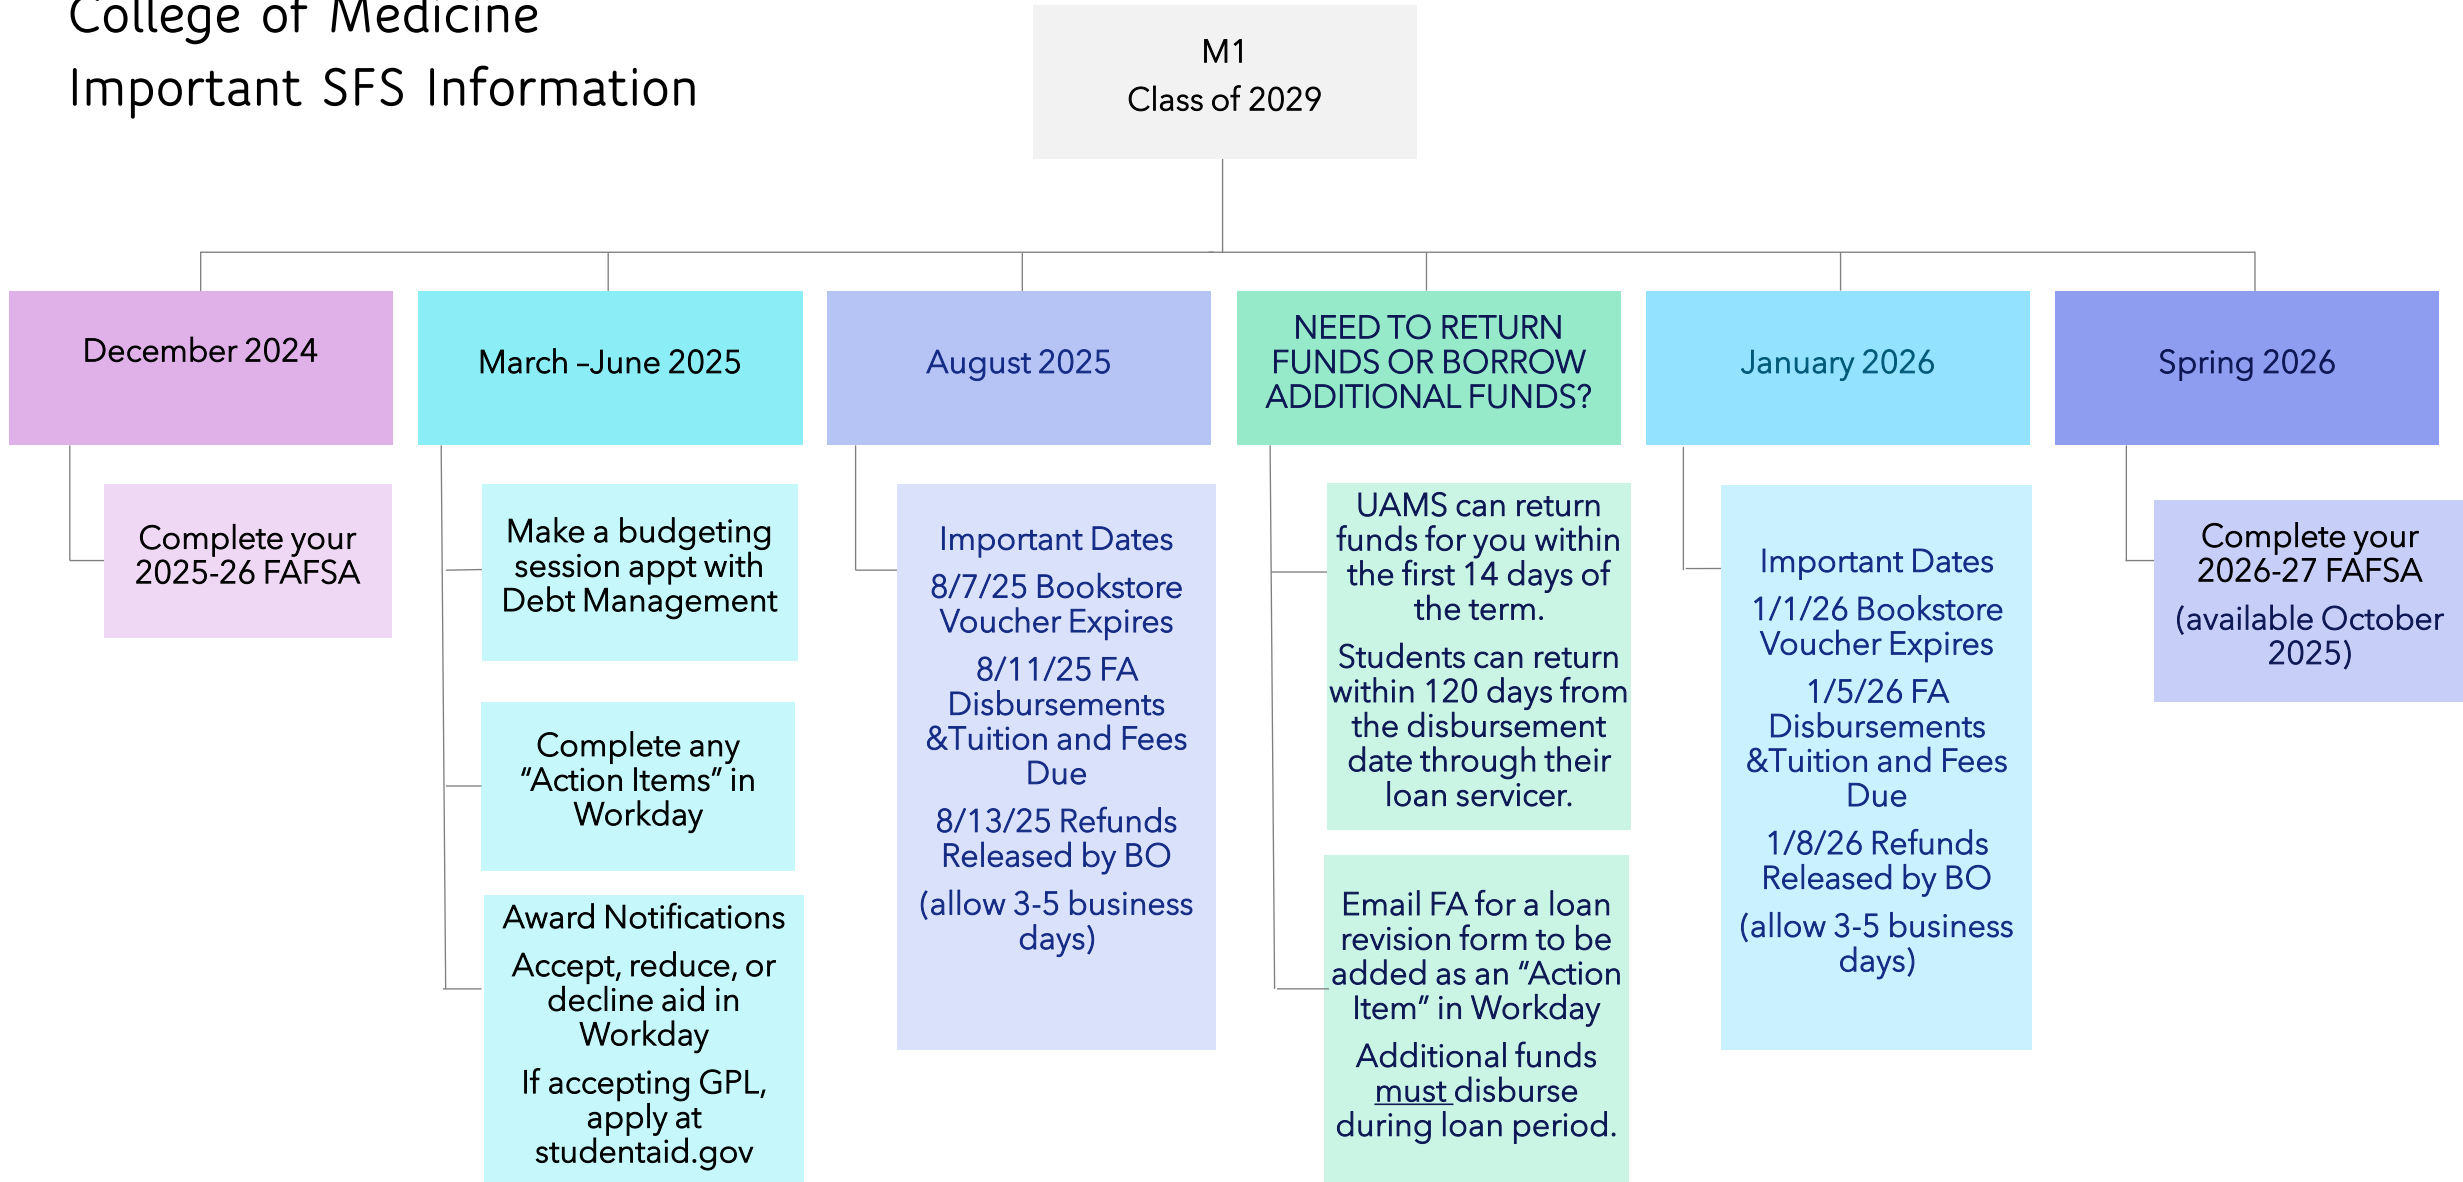 College of Medicine
Important SFS Information
M1
Class of 2029
December 2024
Complete your
2025-26 FAFSA
March –June 2025
Make a budgeting
session appt with
Debt Management
Complete any
“Action Items” in
Workday
Award Notifications
Accept, reduce, or
decline aid in
Workday
If accepting GPL,
apply at
studentaid.gov
August 2025
Important Dates
8/7/25 Bookstore
Voucher Expires
8/11/25 FA
Disbursements
&Tuition and Fees
Due
8/13/25 Refunds
Released by BO
(allow 3-5 business
days)
NEED TO RETURN
FUNDS OR BORROW
ADDITIONAL FUNDS?
UAMS can return
funds for you within
the first 14 days of
the term.
Students can return
within 120 days from
the disbursement
date through their
loan servicer.
Email FA for a loan
revision form to be
added as an “Action
Item” in Workday
Additional funds
must disburse
during loan period.
January 2026
Important Dates
1/1/26 Bookstore
Voucher Expires
1/5/26 FA
Disbursements
&Tuition and Fees
Due
1/8/26 Refunds
Released by BO
(allow 3-5 business
days)
Spring 2026
Complete your
2026-27 FAFSA
(available October
2025)